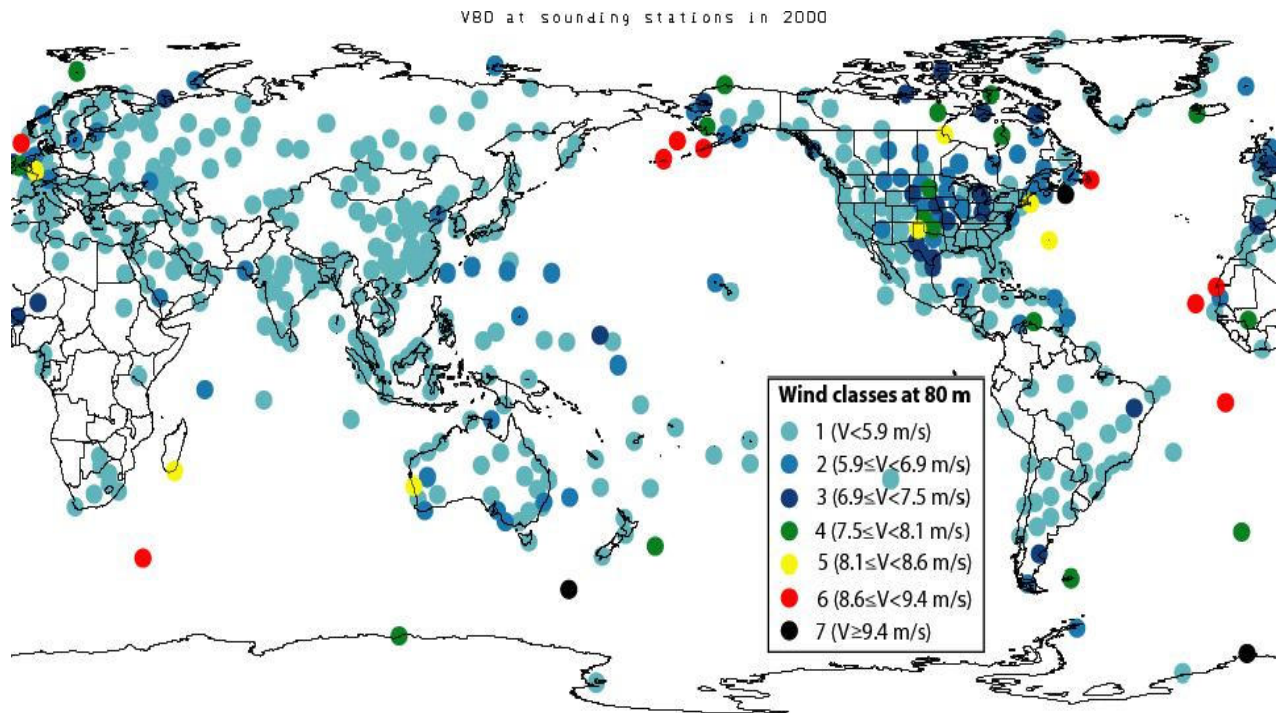 V80 at sounding stations in 2000
Wind classes at 80 m
1 (V<5.9 m/s)
2 (5.9≤V<6.9 m/s)
3 (6.9≤V<7.5 m/s)
4 (7.5≤V<8.1 m/s)
5 (8.1≤V<8.6 m/s)
6 (8.6≤V<9.4 m/s)
7 (V≥9.4 m/s)